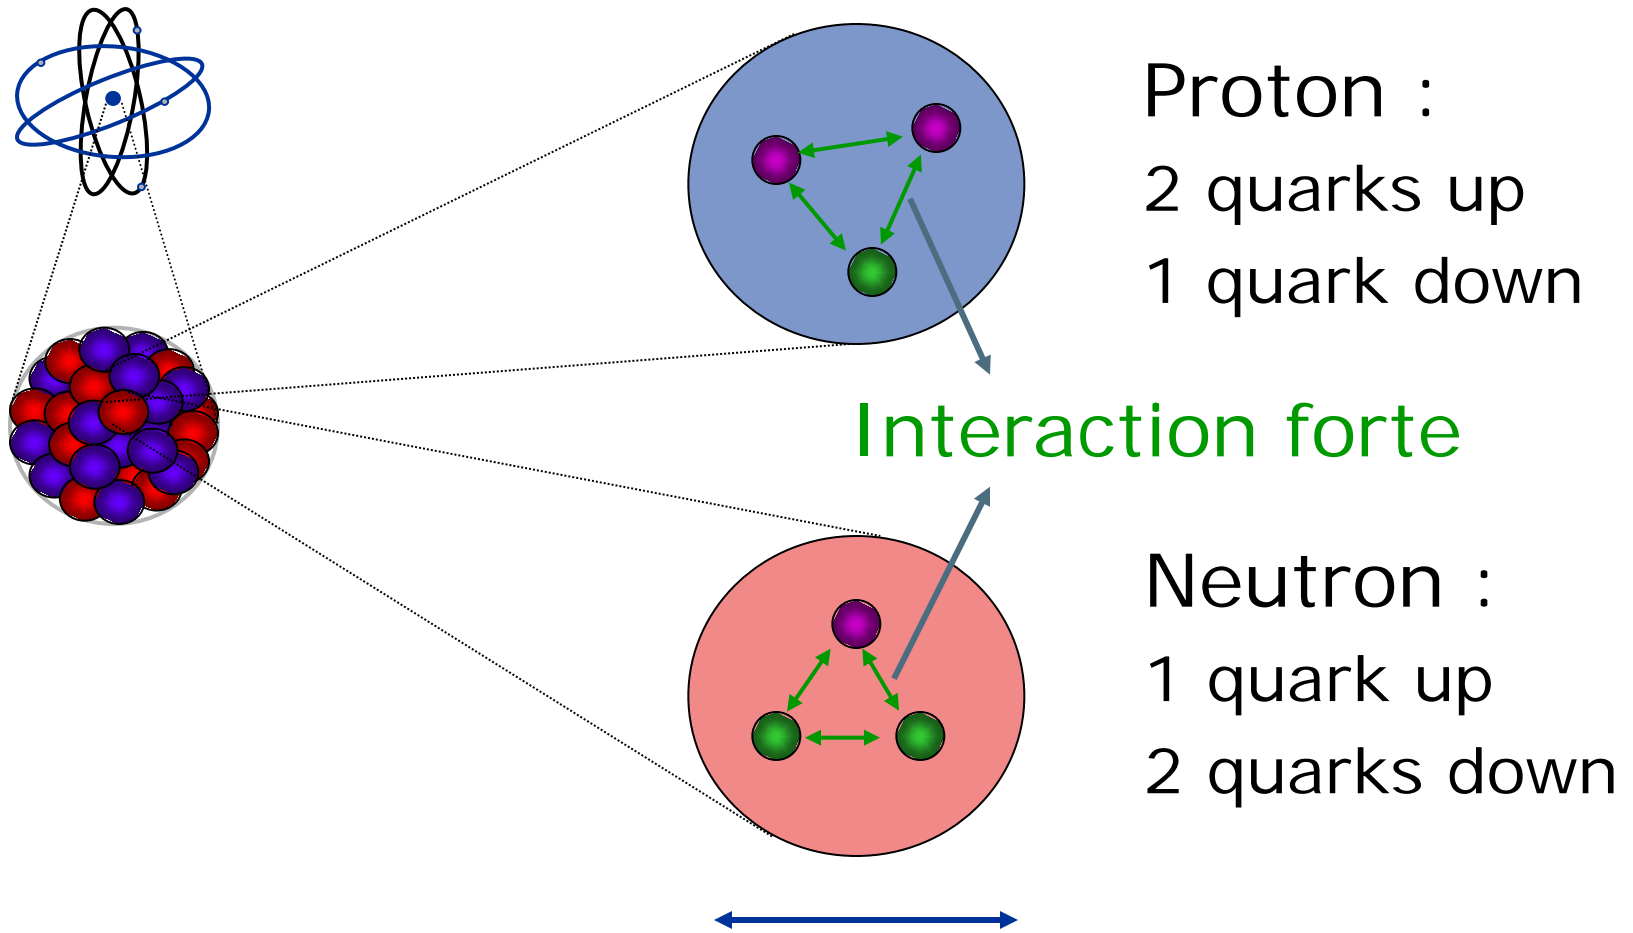 Proton :
2 quarks up
1 quark down
Interaction forte
Neutron :
1 quark up
2 quarks down